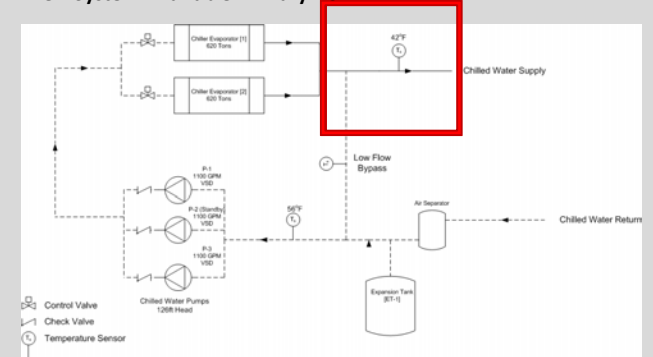 Chiller Evaporator [1]
620 Tons
42°F
Chilled Water Supply
Chiller Evaporator [2]
620 Tons
Low Flow
Bypass
P-1
1100 GPM
VSD
P-2 (Standby)
1100 GPM
VSD
56°F
Air Separator
Chilled Water Return
P-3
1100 GPM
VSD
Chilled Water Pumps
126ft Head
Expansion Tank
[ET-1]
Control Valve
Check Valve
Temperature Sensor